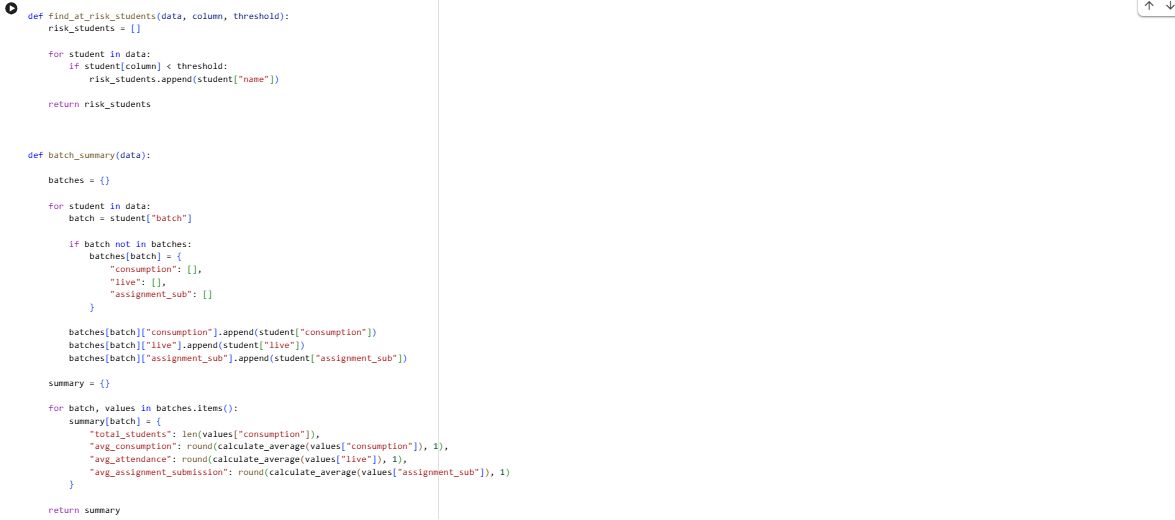 def find_at_risk_students(data, column, threshold):
    risk_students = []

    for student in data:
        if student[column] < threshold:
            risk_students.append(student["name"])

    return risk_students



def batch_summary(data):

    batches = {}

    for student in data:
        batch = student["batch"]

        if batch not in batches:
            batches[batch] = {
                "consumption": [],
                "live": [],
                "assignment_sub": []
            }

        batches[batch]["consumption"].append(student["consumption"])
        batches[batch]["live"].append(student["live"])
        batches[batch]["assignment_sub"].append(student["assignment_sub"])

    summary = {}

    for batch, values in batches.items():
        summary[batch] = {
            "total_students": len(values["consumption"]),
            "avg_consumption": round(calculate_average(values["consumption"]), 1),
            "avg_attendance": round(calculate_average(values["live"]), 1),
            "avg_assignment_submission": round(calculate_average(values["assignment_sub"]), 1)
        }

    return summary